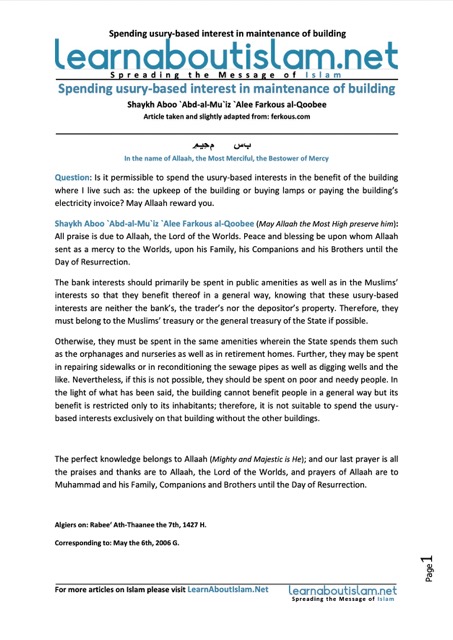 Spending usury-based interest in maintenance of building
learnaboutislam.net
Spreading the Message of Islam
Spending usury-based interest in maintenance of building
Shaykh Aboo `Abd-al-Mu`iz `Alee Farkous al-Qoobee
Article taken and slightly adapted from: ferkous.com
In the name of Allaah, the Most Merciful, the Bestower of Mercy
Question: Is it permissible to spend the usury-based interests in the benefit of the building
where I live such as: the upkeep of the building or buying lamps or paying the building's
electricity invoice? May Allaah reward you.
Shaykh Aboo `Abd-al-Mu`iz `Alee Farkous al-Qoobee (May Allaah the Most High preserve him):
All praise is due to Allaah, the Lord of the Worlds. Peace and blessing be upon whom Allaah
sent as a mercy to the Worlds, upon his Family, his Companions and his Brothers until the
Day of Resurrection.
The bank interests should primarily be spent in public amenities as well as in the Muslims'
interests so that they benefit thereof in a general way, knowing that these usury-based
interests are neither the bank's, the trader's nor the depositor's property. Therefore, they
must belong to the Muslims' treasury or the general treasury of the State if possible.
Otherwise, they must be spent in the same amenities wherein the State spends them such
as the orphanages and nurseries as well as in retirement homes. Further, they may be spent
in repairing sidewalks or in reconditioning the sewage pipes as well as digging wells and the
like. Nevertheless, if this is not possible, they should be spent on poor and needy people. In
the light of what has been said, the building cannot benefit people in a general way but its
benefit is restricted only to its inhabitants; therefore, it is not suitable to spend the usury-
based interests exclusively on that building without the other buildings.
The perfect knowledge belongs to Allaah (Mighty and Majestic is He); and our last prayer is all
the praises and thanks are to Allaah, the Lord of the Worlds, and prayers of Allaah are to
Muhammad and his Family, Companions and Brothers until the Day of Resurrection.
Algiers on: Rabee' Ath-Thaanee the 7th, 1427 H.
Corresponding to: May the 6th, 2006 G.
Page 1
For more articles on Islam please visit LearnAboutIslam.Net
learnaboutislam.net
Spreading the Message of Islam